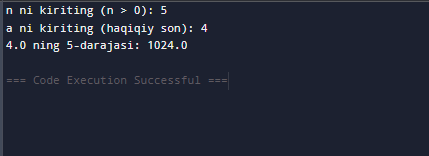 n ni kiriting (n > 0): 5
a ni kiriting (haqiqiy son): 4
4.0 ning 5-darajasi: 1024.0
=== Code Execution Successful ===